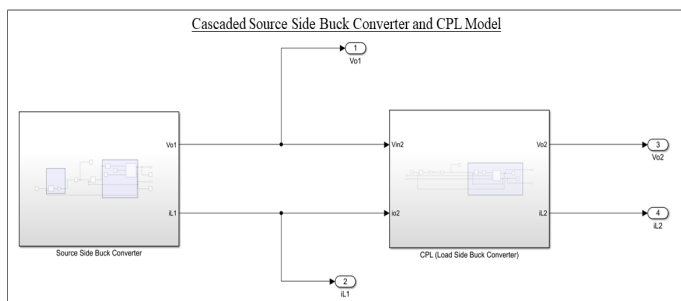 Cascaded Source Side Buck Converter and CPL Model
1
Vo1
Vo1
Vin2
Vo2
3
Vo2
iL1
io2
iL2
4
iL2
Source Side Buck Converter
CPL (Load Side Buck Converter)
2
iL1